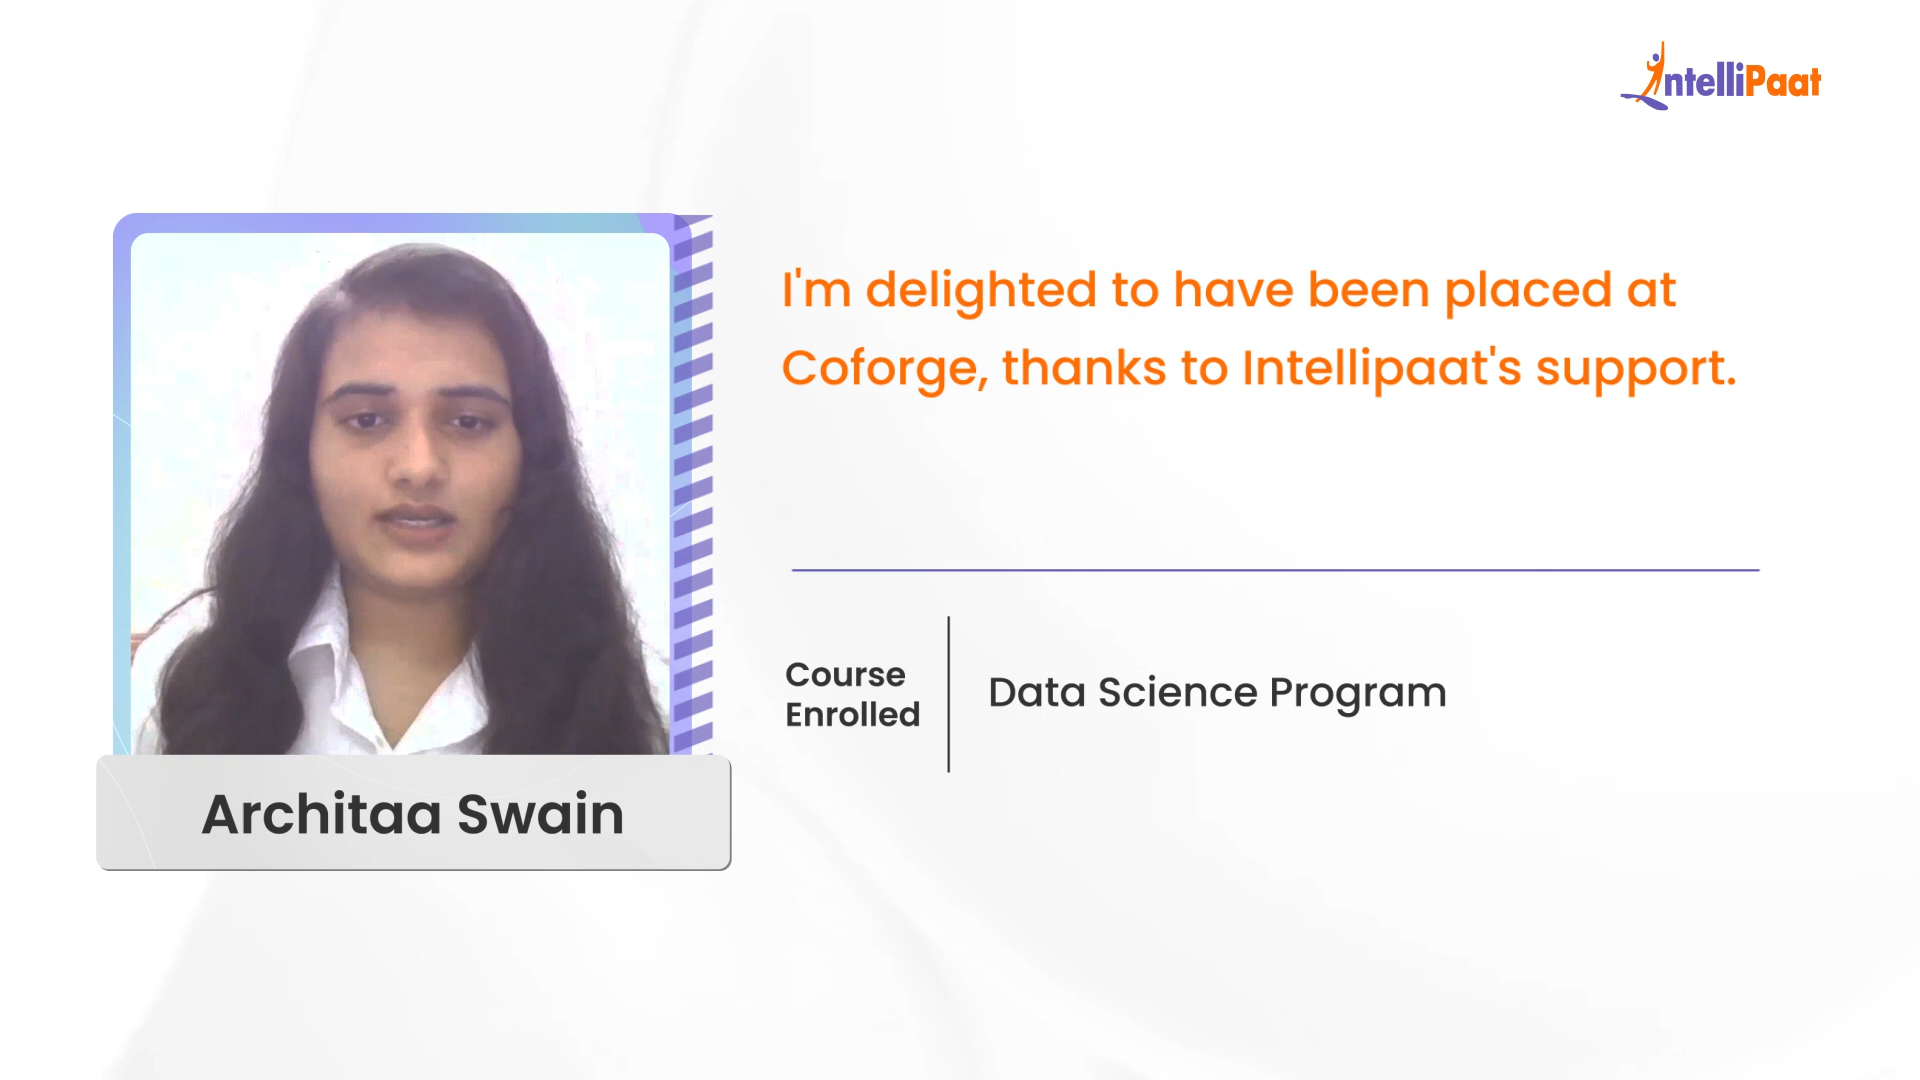 IntelliPaat
I'm delighted to have been placed at
Coforge, thanks to Intellipaat's support.
Course
Enrolled
Data Science Program
Architaa Swain